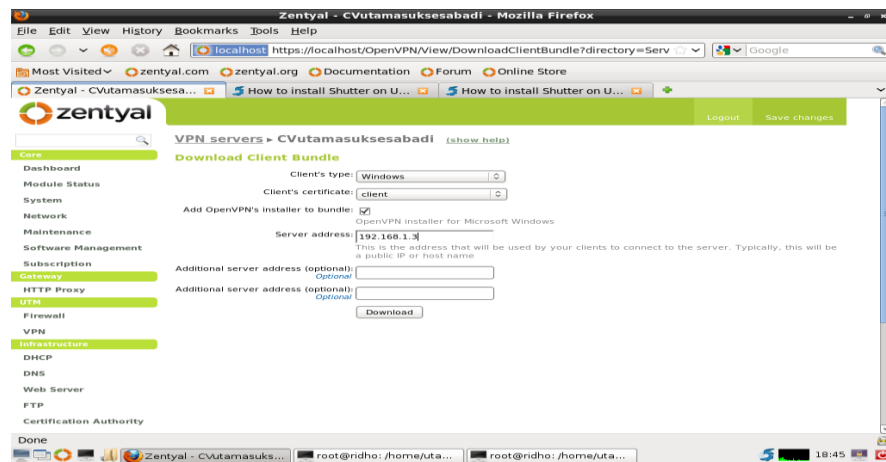 Zentyal - CVutamasuksesabadi - Mozilla Firefox
File Edit View History Bookmarks Tools Help
localhost https://localhost/OpenVPN/View/DownloadClientBundle?directory=Serv
Google
Most Visited zentyal.com zentyal.org Documentation Forum Online Store
Zentyal - CVutamasuksesa... How to install Shutter on U... How to install Shutter on U...
zentyal
Logout Save changes
VPN servers ▸ CVutamasuksesabadi (show help)
Core
Dashboard
Module Status
System
Network
Maintenance
Software Management
Subscription
Gateway
HTTP Proxy
UTM
Firewall
VPN
Infrastructure
DHCP
DNS
Web Server
FTP
Certification Authority
Download Client Bundle
Client's type: Windows
Client's certificate: client
Add OpenVPN's installer to bundle:
OpenVPN installer for Microsoft Windows
Server address: 192.168.1.3
This is the address that will be used by your clients to connect to the server. Typically, this will be
a public IP or host name
Additional server address (optional):
Optional
Additional server address (optional):
Optional
Download
Done
Zentyal - CVutamasuks... root@ridho: /home/uta... root@ridho: /home/uta... 18:45